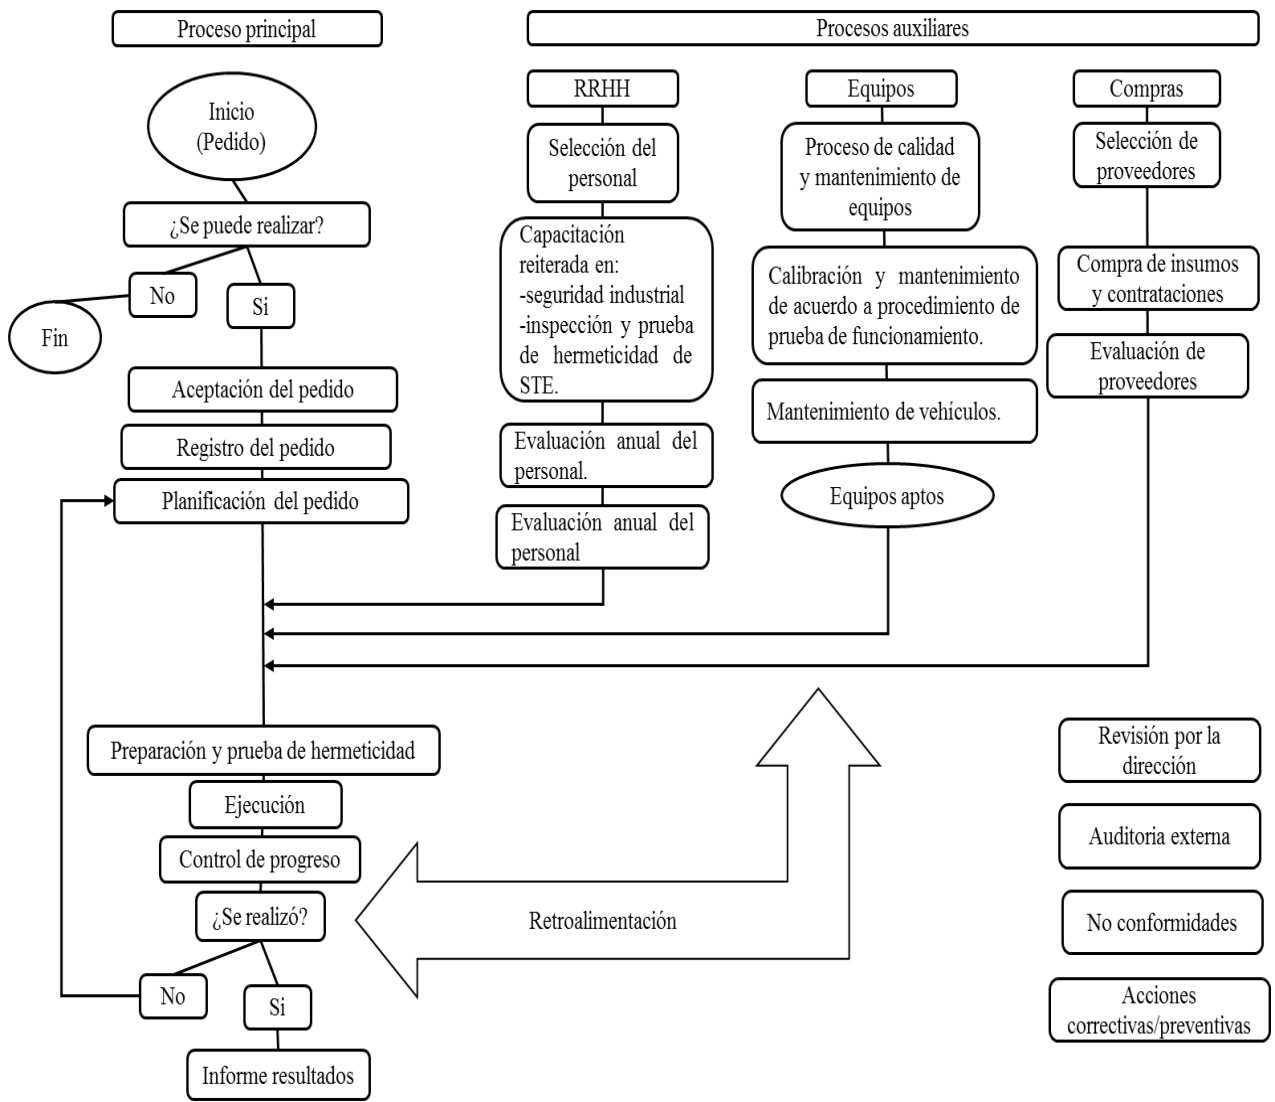 Proceso principal
Procesos auxiliares
Inicio
(Pedido)
¿Se puede realizar?
No
Si
Fin
Aceptación del pedido
Registro del pedido
Planificación del pedido
RRHH
Selección del
personal
Capacitación
reiterada en:
-seguridad industrial
-inspección y prueba
de hermeticidad de
STE.
Evaluación anual del
personal.
Evaluación anual del
personal
Equipos
Proceso de calidad
y mantenimiento de
equipos
Calibración y mantenimiento
de acuerdo a procedimiento de
prueba de funcionamiento.
Mantenimiento de vehículos.
Equipos aptos
Compras
Selección de
proveedores
Compra de insumos
y contrataciones
Evaluación de
proveedores
Preparación y prueba de hermeticidad
Ejecución
Control de progreso
¿Se realizó?
No
Si
Informe resultados
Retroalimentación
Revisión por la
dirección
Auditoria externa
No conformidades
Acciones
correctivas/preventivas